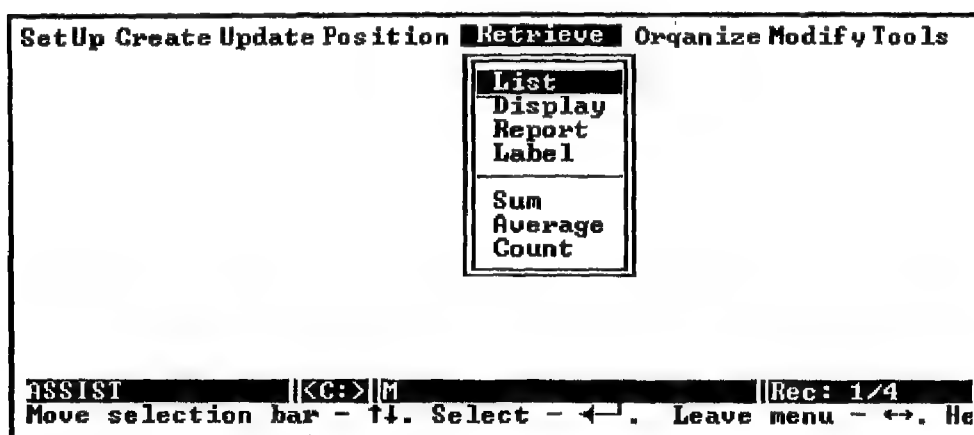 SetUp Create Update Position Retrieve Organize Modify Tools
List
Display
Report
Label
Sum
Average
Count
ASSIST ||<C:>||M ||Rec: 1/4
Move selection bar - ↑↓. Select - ←┘. Leave menu - ↔. He